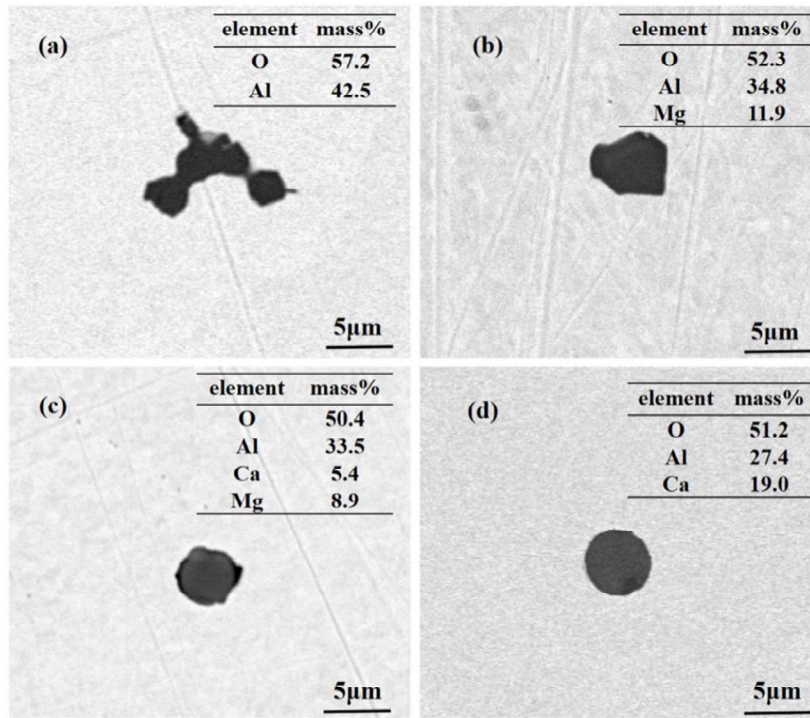 (a)
element mass%
O 57.2
Al 42.5
5μm
(b)
element mass%
O 52.3
Al 34.8
Mg 11.9
5μm
(c)
element mass%
O 50.4
Al 33.5
Ca 5.4
Mg 8.9
5μm
(d)
element mass%
O 51.2
Al 27.4
Ca 19.0
5μm